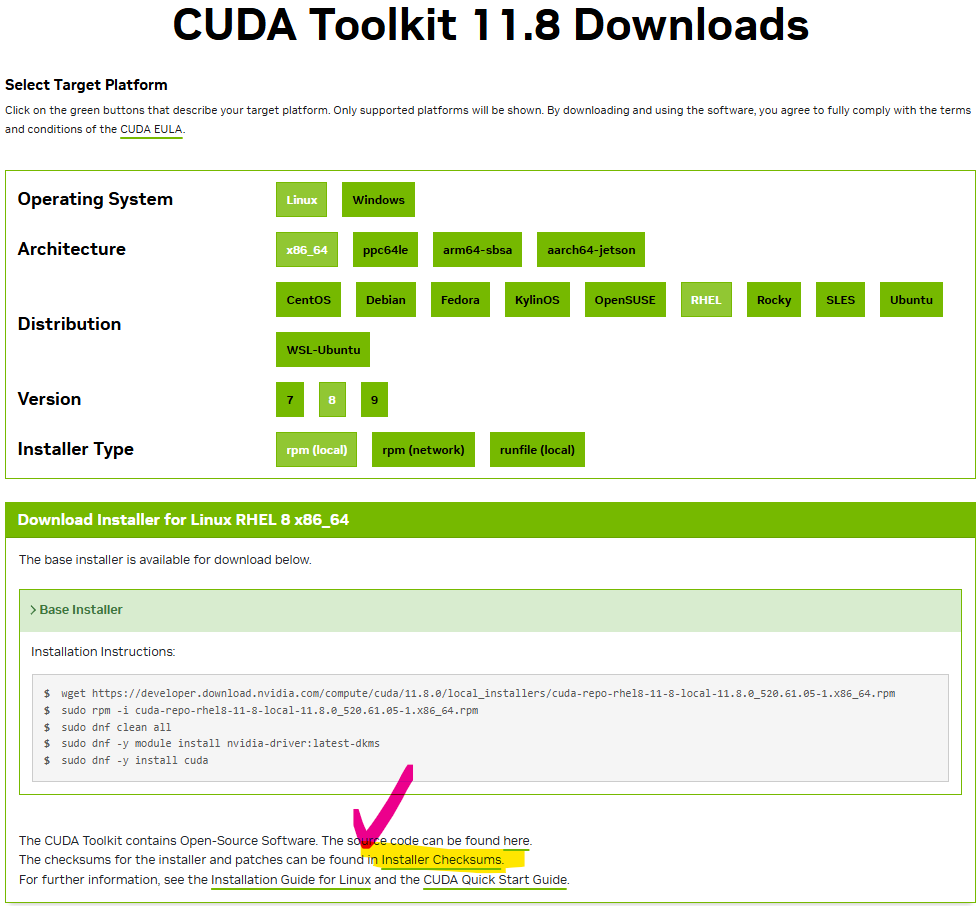 CUDA Toolkit 11.8 Downloads
Select Target Platform
Click on the green buttons that describe your target platform. Only supported platforms will be shown. By downloading and using the software, you agree to fully comply with the terms
and conditions of the CUDA EULA.
Operating System
Linux Windows
Architecture
x86_64 ppc64le arm64-sbsa aarch64-jetson
Distribution
CentOS Debian Fedora KylinOS OpenSUSE RHEL Rocky SLES Ubuntu
WSL-Ubuntu
Version
7 8 9
Installer Type
rpm (local) rpm (network) runfile (local)
Download Installer for Linux RHEL 8 x86_64
The base installer is available for download below.
> Base Installer
Installation Instructions:
$ wget https://developer.download.nvidia.com/compute/cuda/11.8.0/local_installers/cuda-repo-rhel8-11-8-local-11.8.0_520.61.05-1.x86_64.rpm
$ sudo rpm -i cuda-repo-rhel8-11-8-local-11.8.0_520.61.05-1.x86_64.rpm
$ sudo dnf clean all
$ sudo dnf -y module install nvidia-driver:latest-dkms
$ sudo dnf -y install cuda
The CUDA Toolkit contains Open-Source Software. The source code can be found here.
The checksums for the installer and patches can be found in Installer Checksums.
For further information, see the Installation Guide for Linux and the CUDA Quick Start Guide.